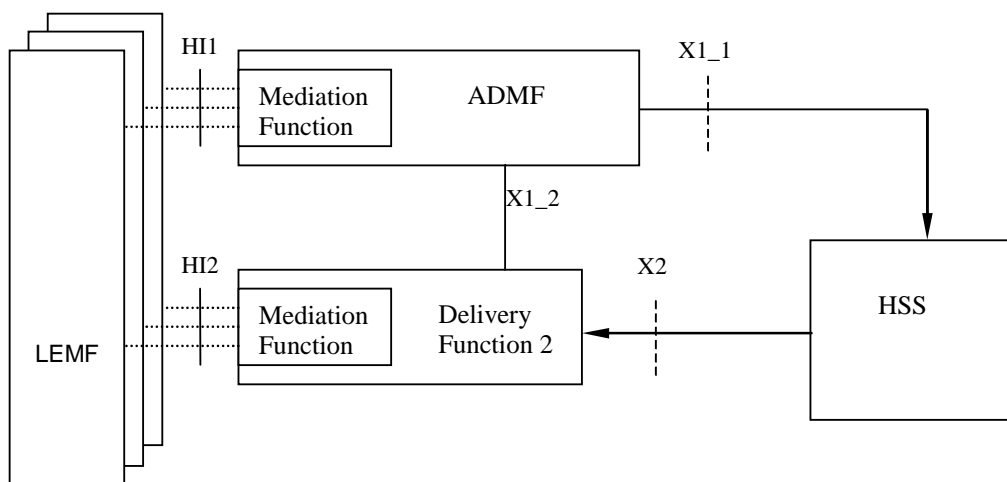 HI1
X1_1
Mediation
Function
ADMF
X1_2
HI2
X2
Mediation
Function
Delivery
Function 2
HSS
LEMF